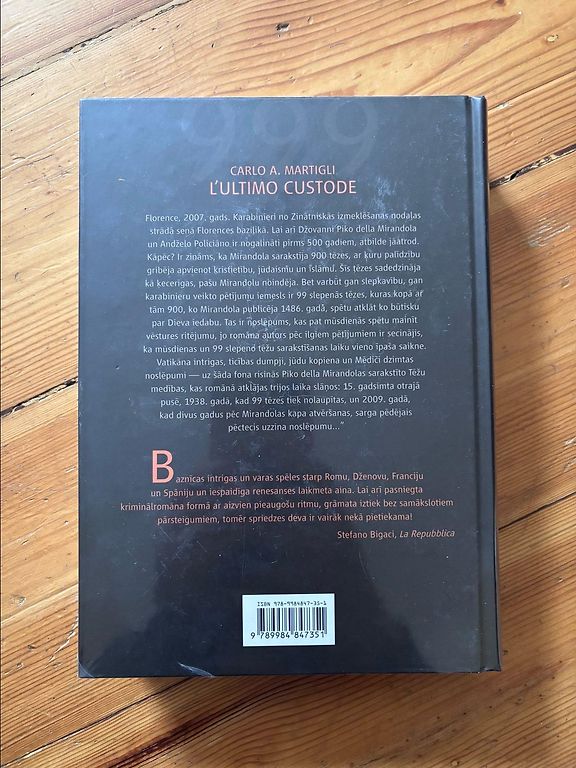 999
CARLO A. MARTIGLI
L'ULTIMO CUSTODE
Florence, 2007. gads. Karabinieri no Zinātniskās izmeklēšanas nodaļas
strādā senā Florences bazilikā. Lai arī Džovanni Piko della Mirandola
un Andželo Policiāno ir nogalināti pirms 500 gadiem, atbilde jāatrod.
Kāpēc? Ir zināms, ka Mirandola sarakstīja 900 tēzes, ar kuru palīdzību
gribēja apvienot kristietību, jūdaismu un islāmu. Šīs tēzes sadedzināja
kā ķecerīgas, pašu Mirandolu noindēja. Bet varbūt gan slepkavību, gan
karabinieru veikto pētījumu iemesls ir 99 slepenās tēzes, kuras kopā ar
tām 900, ko Mirandola publicēja 1486. gadā, spētu atklāt ko būtisku
par Dieva iedabu. Tas ir noslēpums, kas pat mūsdienās spētu mainīt
vēstures ritējumu, jo romāna autors pēc ilgiem pētījumiem ir secinājis,
ka mūsdienas un 99 slepeno tēžu sarakstīšanas laiku vieno īpaša saikne.
Vatikāna intrigas, ticības dumpji, jūdu kopiena un Mēdiči dzimtas
noslēpumi — uz šāda fona risinās Piko della Mirandolas sarakstīto Tēžu
medības, kas romānā atklājas trijos laika slāņos: 15. gadsimta otrajā
pusē, 1938. gadā, kad 99 tēzes tiek nolaupītas, un 2009. gadā,
kad divus gadus pēc Mirandolas kapa atvēršanas, sarga pēdējais
pēctecis uzzina noslēpumu..."
Baznīcas intrigas un varas spēles starp Romu, Dženovu, Franciju
un Spāniju un iespaidīga renesanses laikmeta aina. Lai arī pasniegta
kriminālromāna formā ar aizvien pieaugošu ritmu, grāmata iztiek bez samākslotiem
pārsteigumiem, tomēr spriedzes deva ir vairāk nekā pietiekama!
Stefano Bigaci, La Repubblica
ISBN 978-9984847-35-1
9 789984 847351